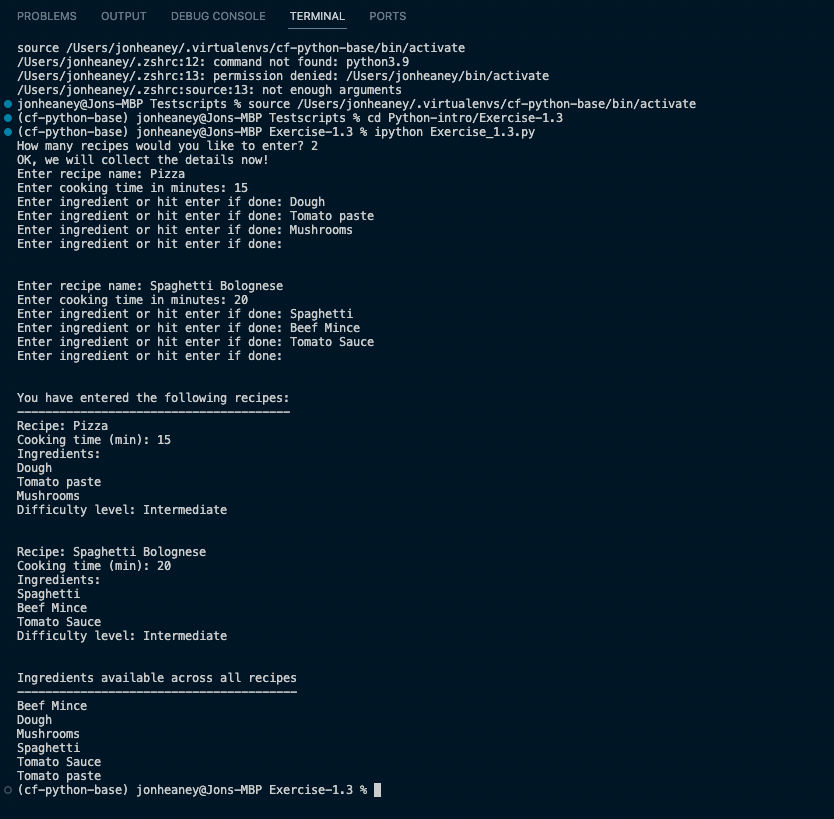 PROBLEMS OUTPUT DEBUG CONSOLE TERMINAL PORTS
source /Users/jonheaney/.virtualenvs/cf-python-base/bin/activate
/Users/jonheaney/.zshrc:12: command not found: python3.9
/Users/jonheaney/.zshrc:13: permission denied: /Users/jonheaney/bin/activate
/Users/jonheaney/.zshrc:source:13: not enough arguments
jonheaney@Jons-MBP Testscripts % source /Users/jonheaney/.virtualenvs/cf-python-base/bin/activate
(cf-python-base) jonheaney@Jons-MBP Testscripts % cd Python-intro/Exercise-1.3
(cf-python-base) jonheaney@Jons-MBP Exercise-1.3 % ipython Exercise_1.3.py
How many recipes would you like to enter? 2
OK, we will collect the details now!
Enter recipe name: Pizza
Enter cooking time in minutes: 15
Enter ingredient or hit enter if done: Dough
Enter ingredient or hit enter if done: Tomato paste
Enter ingredient or hit enter if done: Mushrooms
Enter ingredient or hit enter if done:
Enter recipe name: Spaghetti Bolognese
Enter cooking time in minutes: 20
Enter ingredient or hit enter if done: Spaghetti
Enter ingredient or hit enter if done: Beef Mince
Enter ingredient or hit enter if done: Tomato Sauce
Enter ingredient or hit enter if done:
You have entered the following recipes:
---------------------------------------
Recipe: Pizza
Cooking time (min): 15
Ingredients:
Dough
Tomato paste
Mushrooms
Difficulty level: Intermediate
Recipe: Spaghetti Bolognese
Cooking time (min): 20
Ingredients:
Spaghetti
Beef Mince
Tomato Sauce
Difficulty level: Intermediate
Ingredients available across all recipes
----------------------------------------
Beef Mince
Dough
Mushrooms
Spaghetti
Tomato Sauce
Tomato paste
(cf-python-base) jonheaney@Jons-MBP Exercise-1.3 %